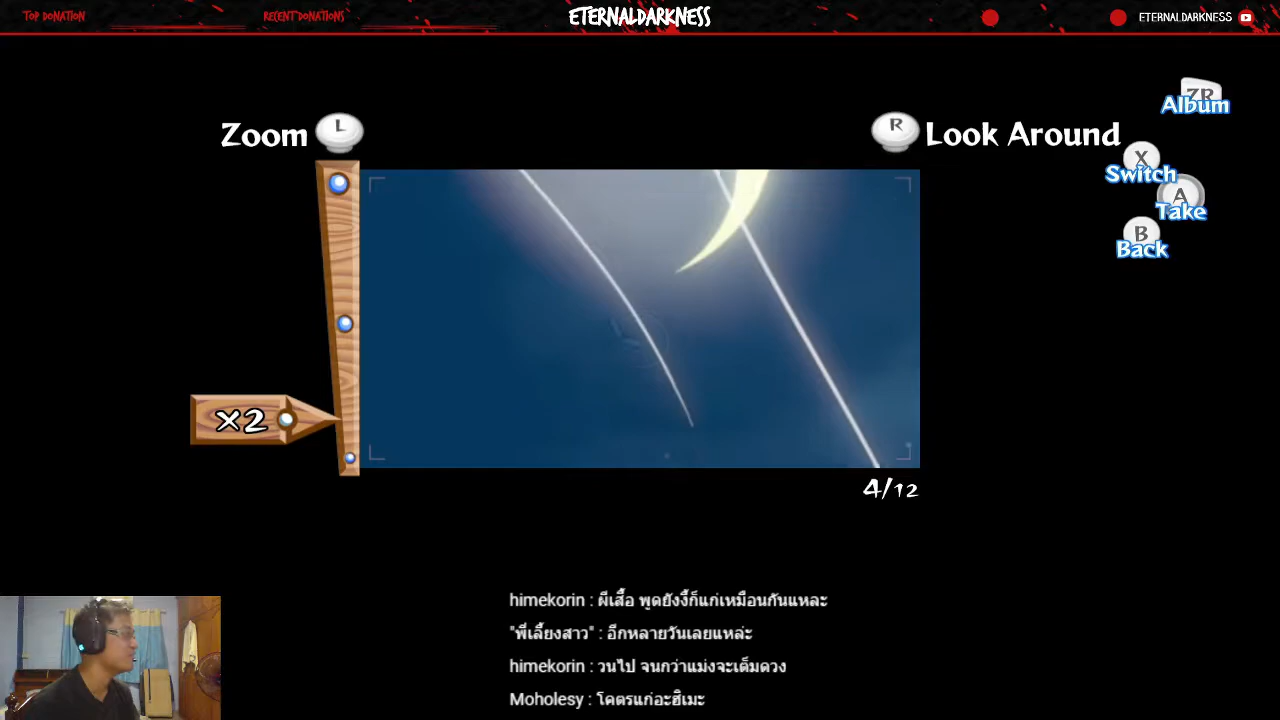 TOP DONATION
RECENT DONATIONS
ETERNALDARKNESS
ETERNALDARKNESS
ZR
Album
Zoom
L
R
Look Around
X
Switch
A
Take
B
Back
×2
4/12
himekorin : ผีเสื้อ พูดยังงี้ก็แก่เหมือนกันแหละ
"พี่เลี้ยงสาว" : อีกหลายวันเลยแหล่ะ
himekorin : วนไป จนกว่าแม่งจะเต็มดวง
Moholesy : โคตรแก่อะฮิเมะ